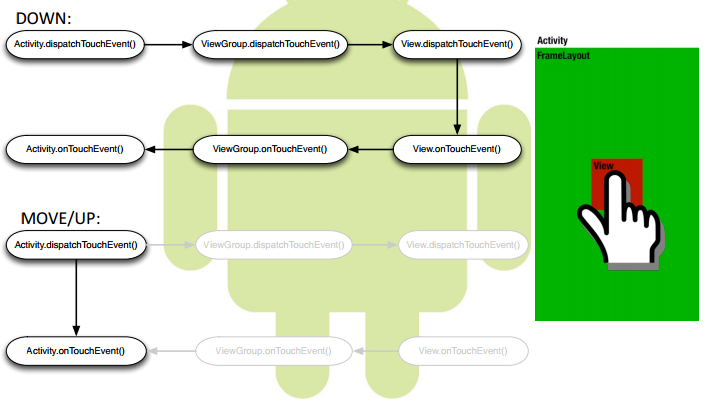 DOWN:
Activity.dispatchTouchEvent()
ViewGroup.dispatchTouchEvent()
View.dispatchTouchEvent()
Activity.onTouchEvent()
ViewGroup.onTouchEvent()
View.onTouchEvent()
MOVE/UP:
Activity.dispatchTouchEvent()
ViewGroup.dispatchTouchEvent()
View.dispatchTouchEvent()
Activity.onTouchEvent()
ViewGroup.onTouchEvent()
View.onTouchEvent()
Activity
FrameLayout
View